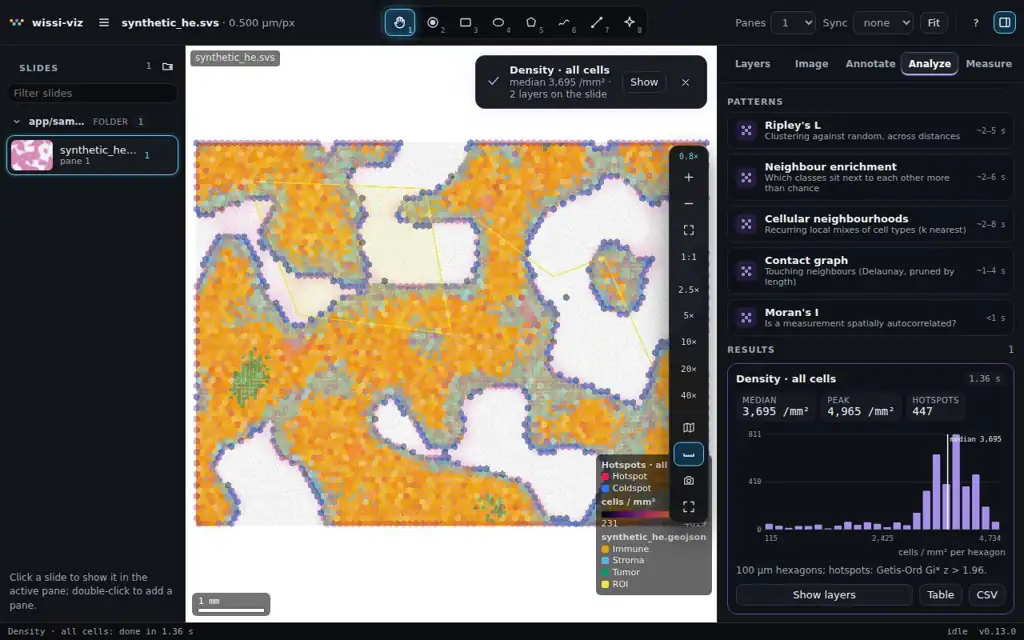 wissi-viz
synthetic_he.svs · 0.500 µm/px
1
2
3
4
5
6
7
8
Panes
1
Sync
none
Fit
?
SLIDES
1
Filter slides
app/sam...
FOLDER
1
synthetic_he...
pane 1
1
Click a slide to show it in the
active pane; double-click to add a
pane.
synthetic_he.svs
Density · all cells
median 3,695 /mm² ·
2 layers on the slide
Show
0.8×
1:1
2.5×
5×
10×
20×
40×
Hotspots · all
Hotspot
Coldspot
cells / mm²
231
synthetic_he.geojson
Immune
Stroma
Tumor
ROI
1 mm
Layers
Image
Annotate
Analyze
Measure
PATTERNS
Ripley's L
Clustering against random, across distances
~2–5 s
Neighbour enrichment
Which classes sit next to each other more
than chance
~2–6 s
Cellular neighbourhoods
Recurring local mixes of cell types (k nearest)
~2–8 s
Contact graph
Touching neighbours (Delaunay, pruned by
length)
~1–4 s
Moran's I
Is a measurement spatially autocorrelated?
<1 s
RESULTS
1
Density · all cells
1.36 s
MEDIAN
3,695 /mm²
PEAK
4,965 /mm²
HOTSPOTS
447
811
median 3,695
410
0
115
2,425
4,734
cells / mm² per hexagon
100 µm hexagons; hotspots: Getis-Ord Gi* z > 1.96.
Show layers
Table
CSV
Density · all cells: done in 1.36 s
idle
v0.13.0